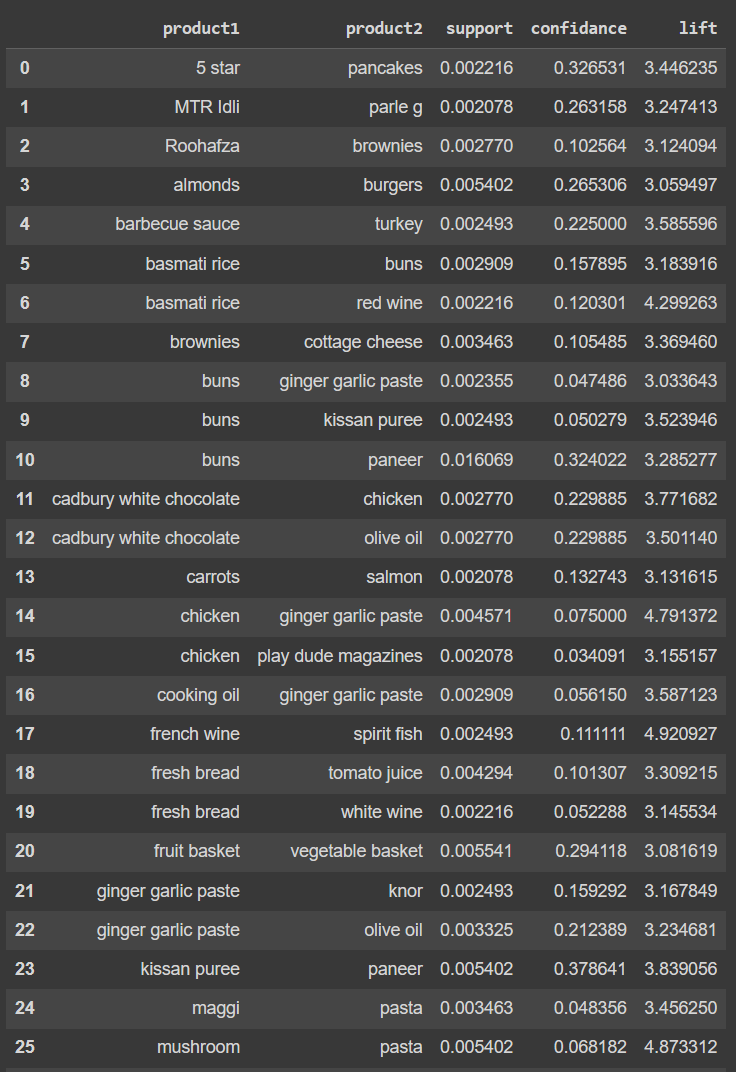 product1 product2 support confidance lift
0 5 star pancakes 0.002216 0.326531 3.446235
1 MTR Idli parle g 0.002078 0.263158 3.247413
2 Roohafza brownies 0.002770 0.102564 3.124094
3 almonds burgers 0.005402 0.265306 3.059497
4 barbecue sauce turkey 0.002493 0.225000 3.585596
5 basmati rice buns 0.002909 0.157895 3.183916
6 basmati rice red wine 0.002216 0.120301 4.299263
7 brownies cottage cheese 0.003463 0.105485 3.369460
8 buns ginger garlic paste 0.002355 0.047486 3.033643
9 buns kissan puree 0.002493 0.050279 3.523946
10 buns paneer 0.016069 0.324022 3.285277
11 cadbury white chocolate chicken 0.002770 0.229885 3.771682
12 cadbury white chocolate olive oil 0.002770 0.229885 3.501140
13 carrots salmon 0.002078 0.132743 3.131615
14 chicken ginger garlic paste 0.004571 0.075000 4.791372
15 chicken play dude magazines 0.002078 0.034091 3.155157
16 cooking oil ginger garlic paste 0.002909 0.056150 3.587123
17 french wine spirit fish 0.002493 0.111111 4.920927
18 fresh bread tomato juice 0.004294 0.101307 3.309215
19 fresh bread white wine 0.002216 0.052288 3.145534
20 fruit basket vegetable basket 0.005541 0.294118 3.081619
21 ginger garlic paste knor 0.002493 0.159292 3.167849
22 ginger garlic paste olive oil 0.003325 0.212389 3.234681
23 kissan puree paneer 0.005402 0.378641 3.839056
24 maggi pasta 0.003463 0.048356 3.456250
25 mushroom pasta 0.005402 0.068182 4.873312